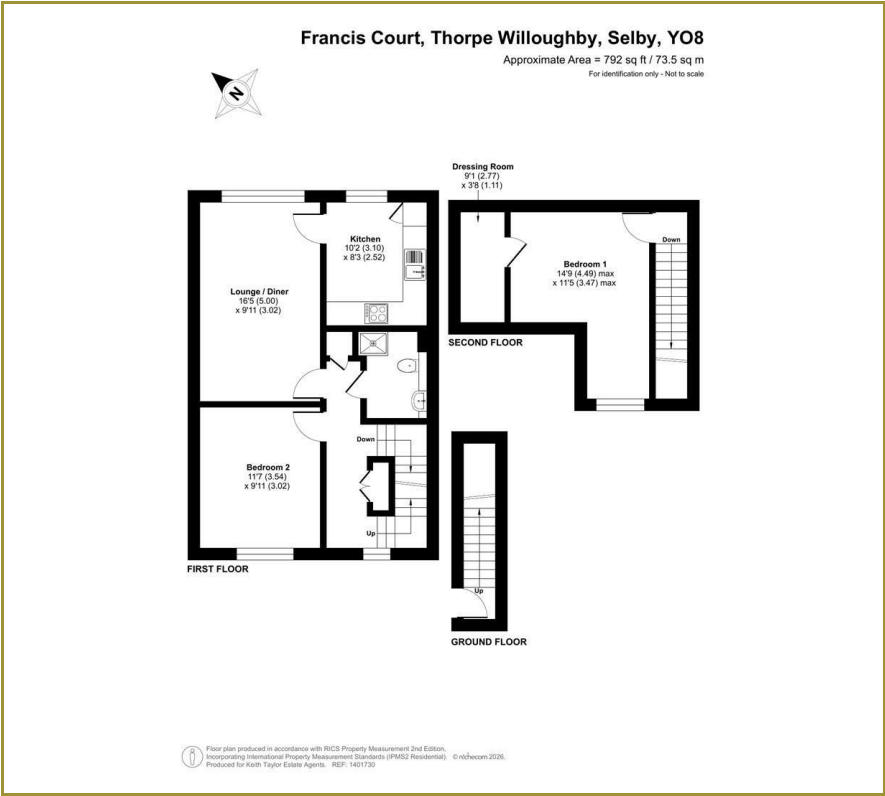 Francis Court, Thorpe Willoughby, Selby, YO8
Approximate Area = 792 sq ft / 73.5 sq m
For identification only - Not to scale
N
Dressing Room
9'1 (2.77)
x 3'8 (1.11)
Kitchen
10'2 (3.10)
x 8'3 (2.52)
Down
Bedroom 1
14'9 (4.49) max
x 11'5 (3.47) max
Lounge / Diner
16'5 (5.00)
x 9'11 (3.02)
SECOND FLOOR
Down
Bedroom 2
11'7 (3.54)
x 9'11 (3.02)
Up
FIRST FLOOR
Up
GROUND FLOOR
Floor plan produced in accordance with RICS Property Measurement 2nd Edition,
Incorporating International Property Measurement Standards (IPMS2 Residential). © nichecom 2026.
Produced for Keith Taylor Estate Agents. REF: 1401730